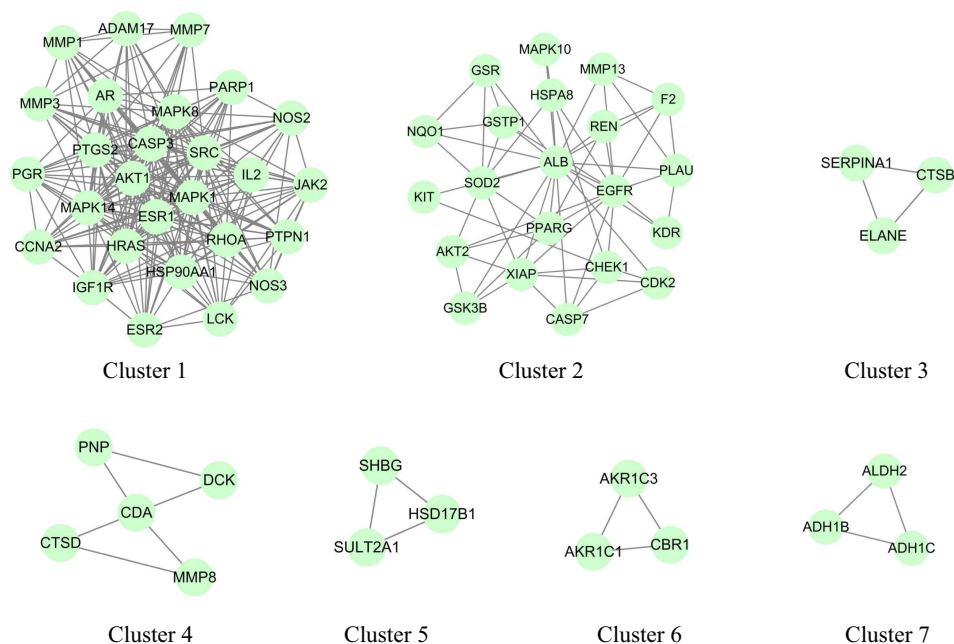 ADAM17
MMP7
MMP1
PARP1
AR
MMP3
MAPK8
NOS2
CASP3
PTGS2
SRC
PGR
AKT1
IL2
JAK2
MAPK14
MAPK1
ESR1
CCNA2
HRAS
RHOA
PTPN1
HSP90AA1
IGF1R
NOS3
ESR2
LCK
Cluster 1
MAPK10
GSR
MMP13
HSPA8
F2
NQO1
GSTP1
REN
ALB
PLAU
SOD2
EGFR
KIT
PPARG
KDR
AKT2
XIAP
CHEK1
CDK2
GSK3B
CASP7
Cluster 2
SERPINA1
CTSB
ELANE
Cluster 3
PNP
DCK
CDA
CTSD
MMP8
Cluster 4
SHBG
HSD17B1
SULT2A1
Cluster 5
AKR1C3
AKR1C1
CBR1
Cluster 6
ALDH2
ADH1B
ADH1C
Cluster 7